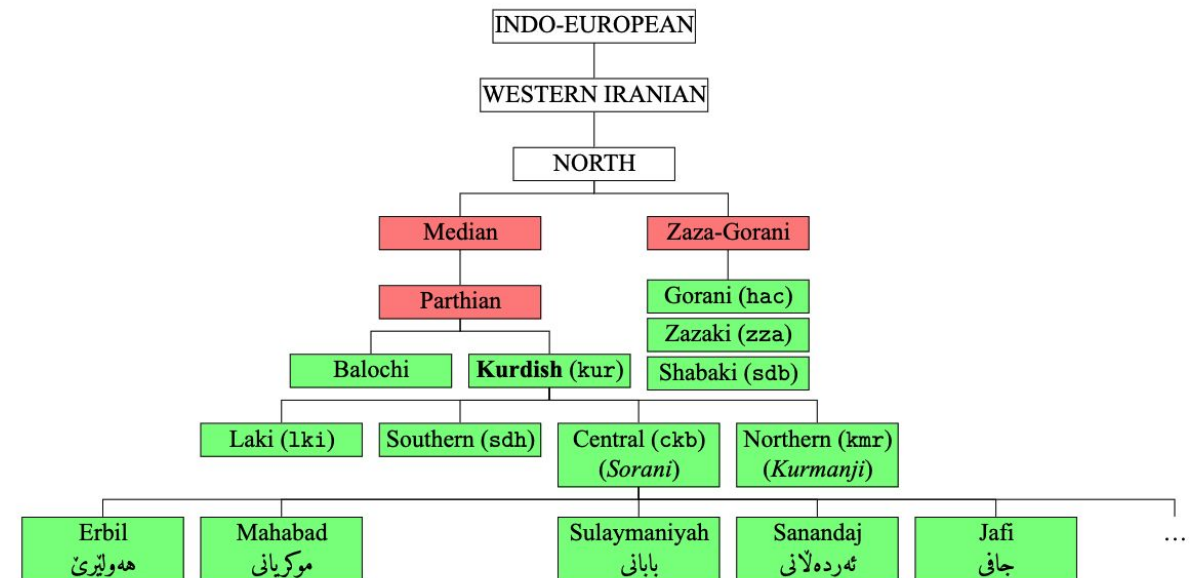 INDO-EUROPEAN
WESTERN IRANIAN
NORTH
Median
Zaza-Gorani
Parthian
Gorani (hac)
Zazaki (zza)
Shabaki (sdb)
Balochi
Kurdish (kur)
Laki (lki)
Southern (sdh)
Central (ckb)
(Sorani)
Northern (kmr)
(Kurmanji)
Erbil
هەولێرێ
Mahabad
موکریانی
Sulaymaniyah
بابانی
Sanandaj
ئەردەڵانی
Jafi
جافی
...